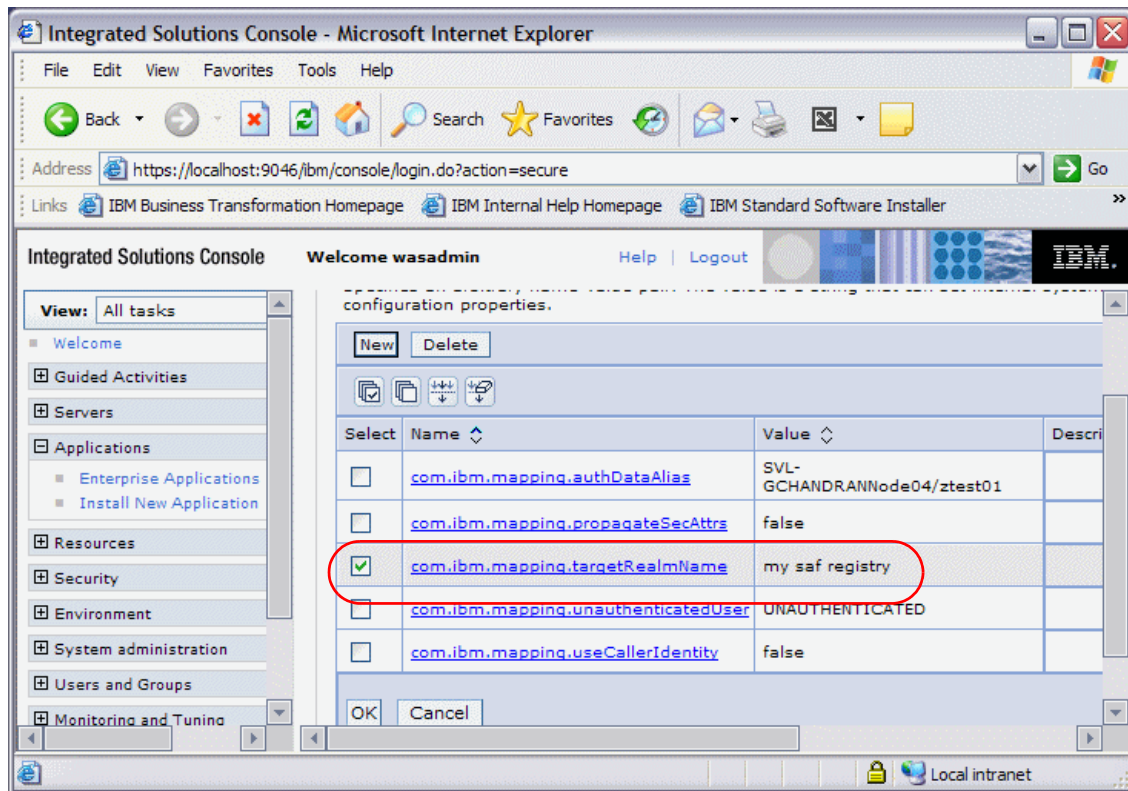 Integrated Solutions Console - Microsoft Internet Explorer
File Edit View Favorites Tools Help
Back Search Favorites
Address https://localhost:9046/ibm/console/login.do?action=secure Go
Links IBM Business Transformation Homepage IBM Internal Help Homepage IBM Standard Software Installer »
Integrated Solutions Console Welcome wasadmin Help | Logout IBM.
View: All tasks
Welcome
Guided Activities
Servers
Applications
Enterprise Applications
Install New Application
Resources
Security
Environment
System administration
Users and Groups
Monitoring and Tuning
configuration properties.
New Delete
Select Name Value Descri
com.ibm.mapping.authDataAlias SVL-
GCHANDRANNode04/ztest01
com.ibm.mapping.propagateSecAttrs false
com.ibm.mapping.targetRealmName my saf registry
com.ibm.mapping.unauthenticatedUser UNAUTHENTICATED
com.ibm.mapping.useCallerIdentity false
OK Cancel
Local intranet